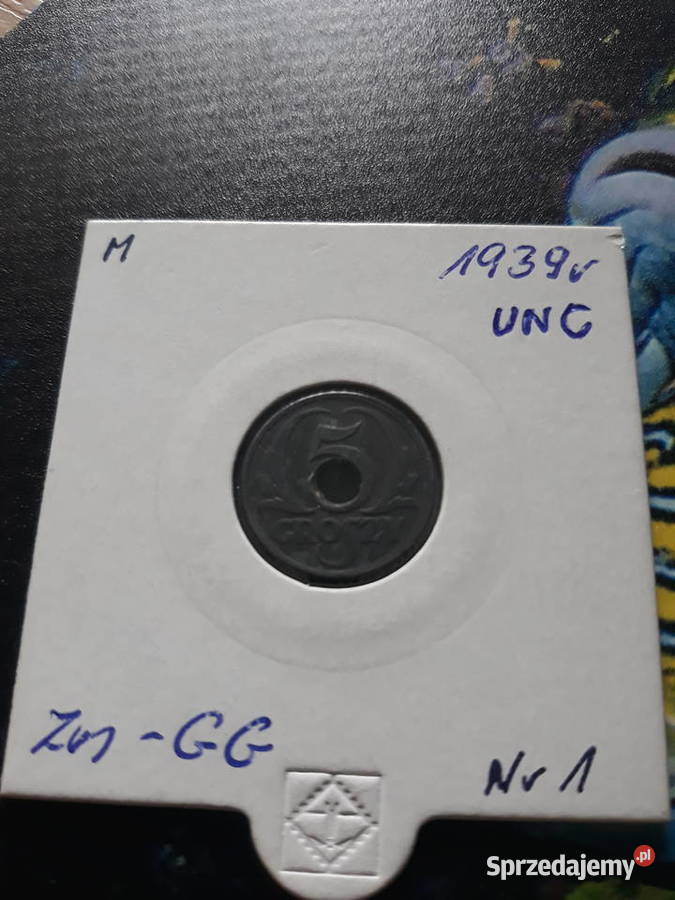 M
1939r
UNC
5
GROSZY
Zn - GG
Nr 1
Sprzedajemy.pl